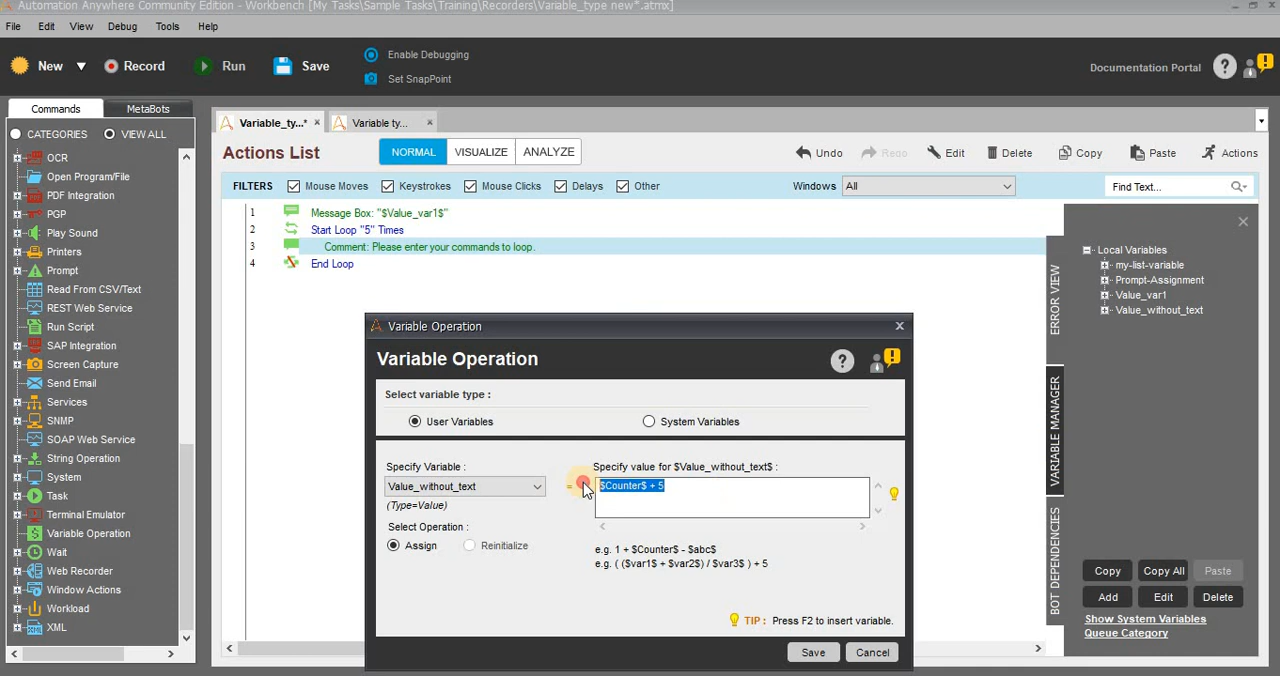 Automation Anywhere Community Edition - Workbench [My Tasks\Sample Tasks\Training\Recorders\Variable_type new*.atmx]
File Edit View Debug Tools Help
New Record Run Save
Enable Debugging
Set SnapPoint
Documentation Portal
Commands MetaBots
CATEGORIES VIEW ALL
OCR
Open Program/File
PDF Integration
PGP
Play Sound
Printers
Prompt
Read From CSV/Text
REST Web Service
Run Script
SAP Integration
Screen Capture
Send Email
Services
SNMP
SOAP Web Service
String Operation
System
Task
Terminal Emulator
Variable Operation
Wait
Web Recorder
Window Actions
Workload
XML
Variable_ty...* Variable ty...
Actions List NORMAL VISUALIZE ANALYZE Undo Redo Edit Delete Copy Paste Actions
FILTERS Mouse Moves Keystrokes Mouse Clicks Delays Other Windows All Find Text...
1 Message Box: "$Value_var1$"
2 Start Loop "5" Times
3 Comment: Please enter your commands to loop.
4 End Loop
Variable Operation
Variable Operation
Select variable type :
User Variables System Variables
Specify Variable :
Value_without_text
(Type=Value)
Select Operation :
Assign Reinitialize
=
Specify value for $Value_without_text$ :
$Counter$ + 5
e.g. 1 + $Counter$ - $abc$
e.g. ( ($var1$ + $var2$) / $var3$ ) + 5
TIP : Press F2 to insert variable.
Save Cancel
ERROR VIEW
VARIABLE MANAGER
BOT DEPENDENCIES
Local Variables
my-list-variable
Prompt-Assignment
Value_var1
Value_without_text
Copy Copy All Paste
Add Edit Delete
Show System Variables
Queue Category